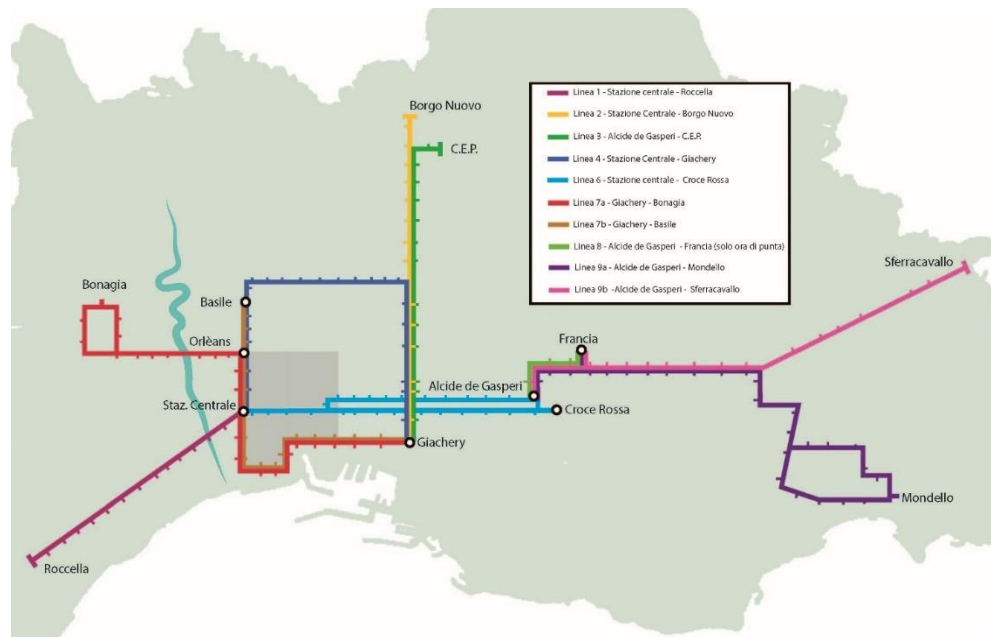 Borgo Nuovo
C.E.P.
Linea 1 - Stazione centrale - Roccella
Linea 2 - Stazione Centrale - Borgo Nuovo
Linea 3 - Alcide de Gasperi - C.E.P.
Linea 4 - Stazione Centrale - Giachery
Linea 6 - Stazione centrale - Croce Rossa
Linea 7a - Giachery - Bonagia
Linea 7b - Giachery - Basile
Linea 8 - Alcide de Gasperi - Francia (solo ora di punta)
Linea 9a - Alcide de Gasperi - Mondello
Linea 9b - Alcide de Gasperi - Sferracavallo
Sferracavallo
Bonagia
Basile
Orlèans
Francia
Alcide de Gasperi
Staz. Centrale
Croce Rossa
Giachery
Mondello
Roccella